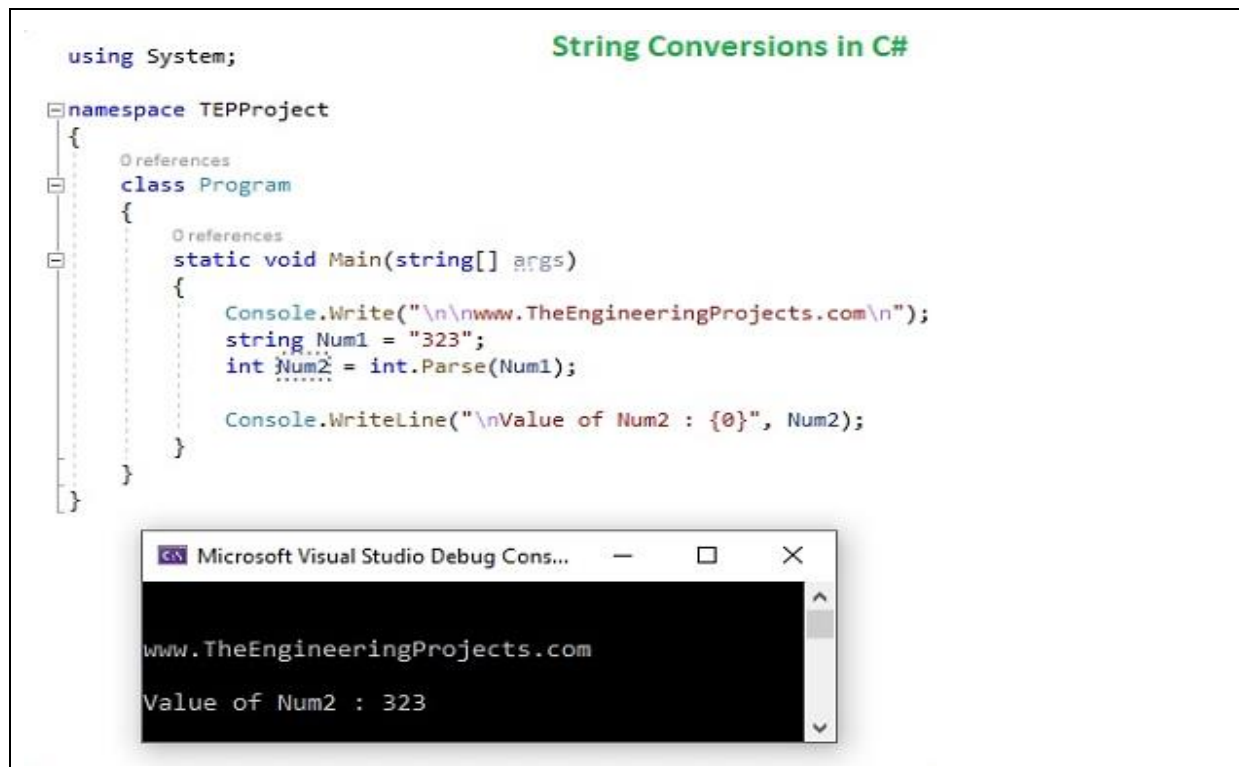 String Conversions in C#
using System;
namespace TEPProject
{
0 references
class Program
{
0 references
static void Main(string[] args)
{
Console.Write("\n\nwww.TheEngineeringProjects.com\n");
string Num1 = "323";
int Num2 = int.Parse(Num1);
Console.WriteLine("\nValue of Num2 : {0}", Num2);
}
}
}
C:\ Microsoft Visual Studio Debug Cons...
www.TheEngineeringProjects.com
Value of Num2 : 323